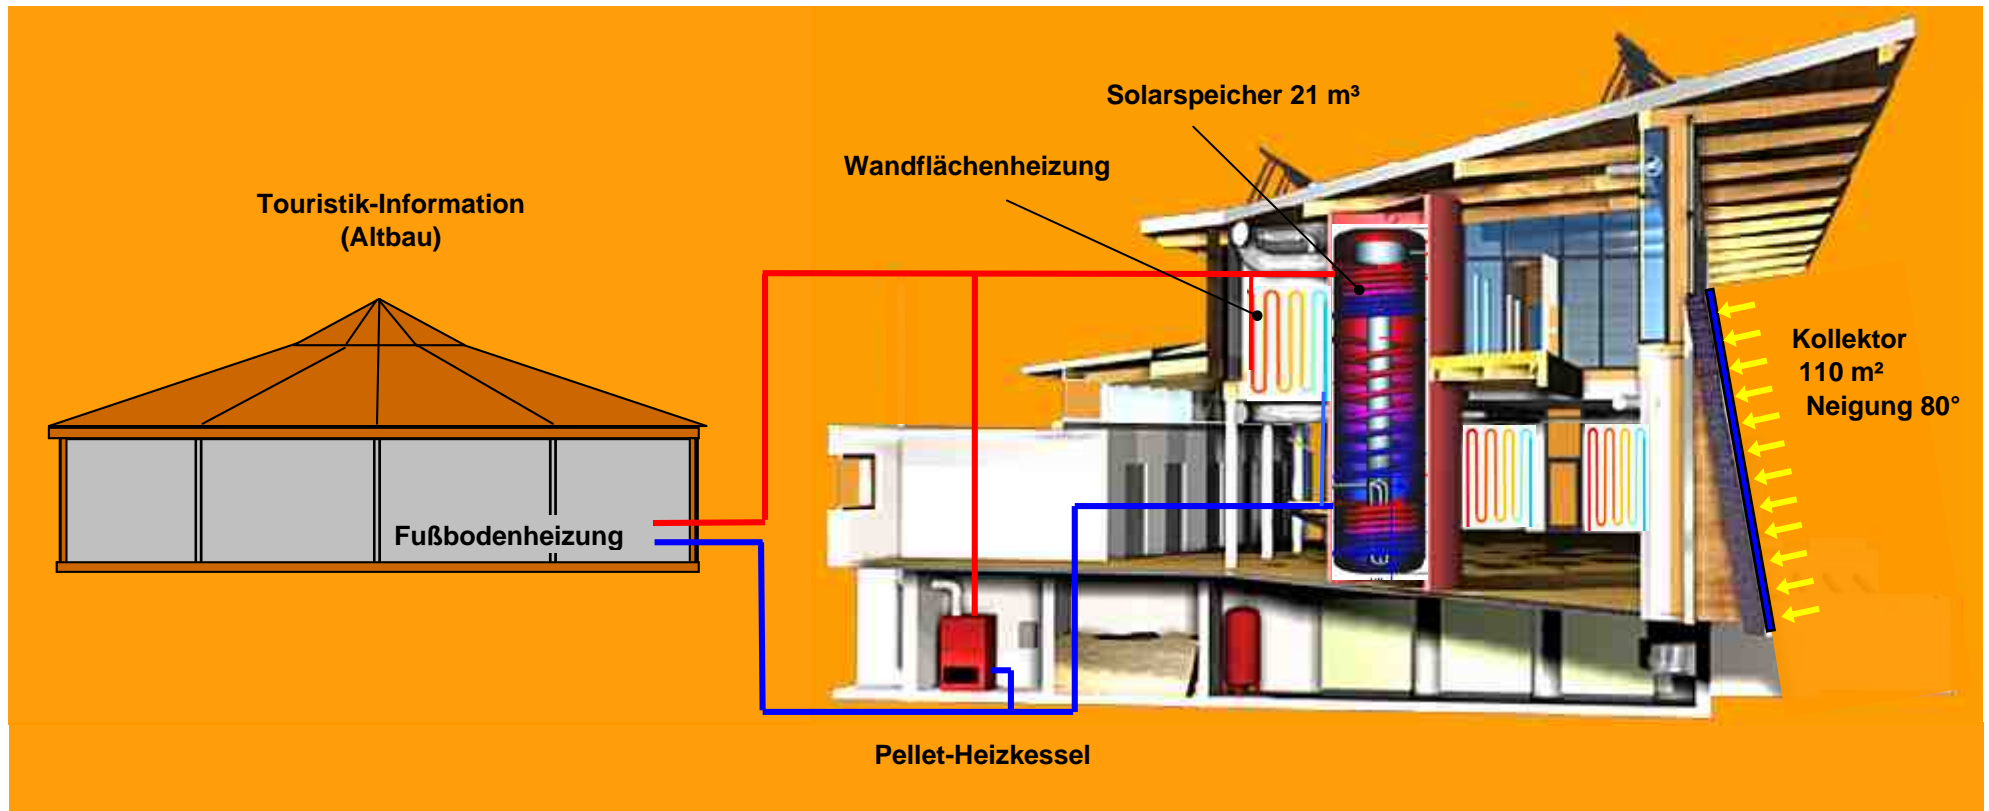 Solarspeicher 21 m³
Wandflächenheizung
Touristik-Information
(Altbau)
Kollektor
110 m²
Neigung 80°
Fußbodenheizung
Pellet-Heizkessel